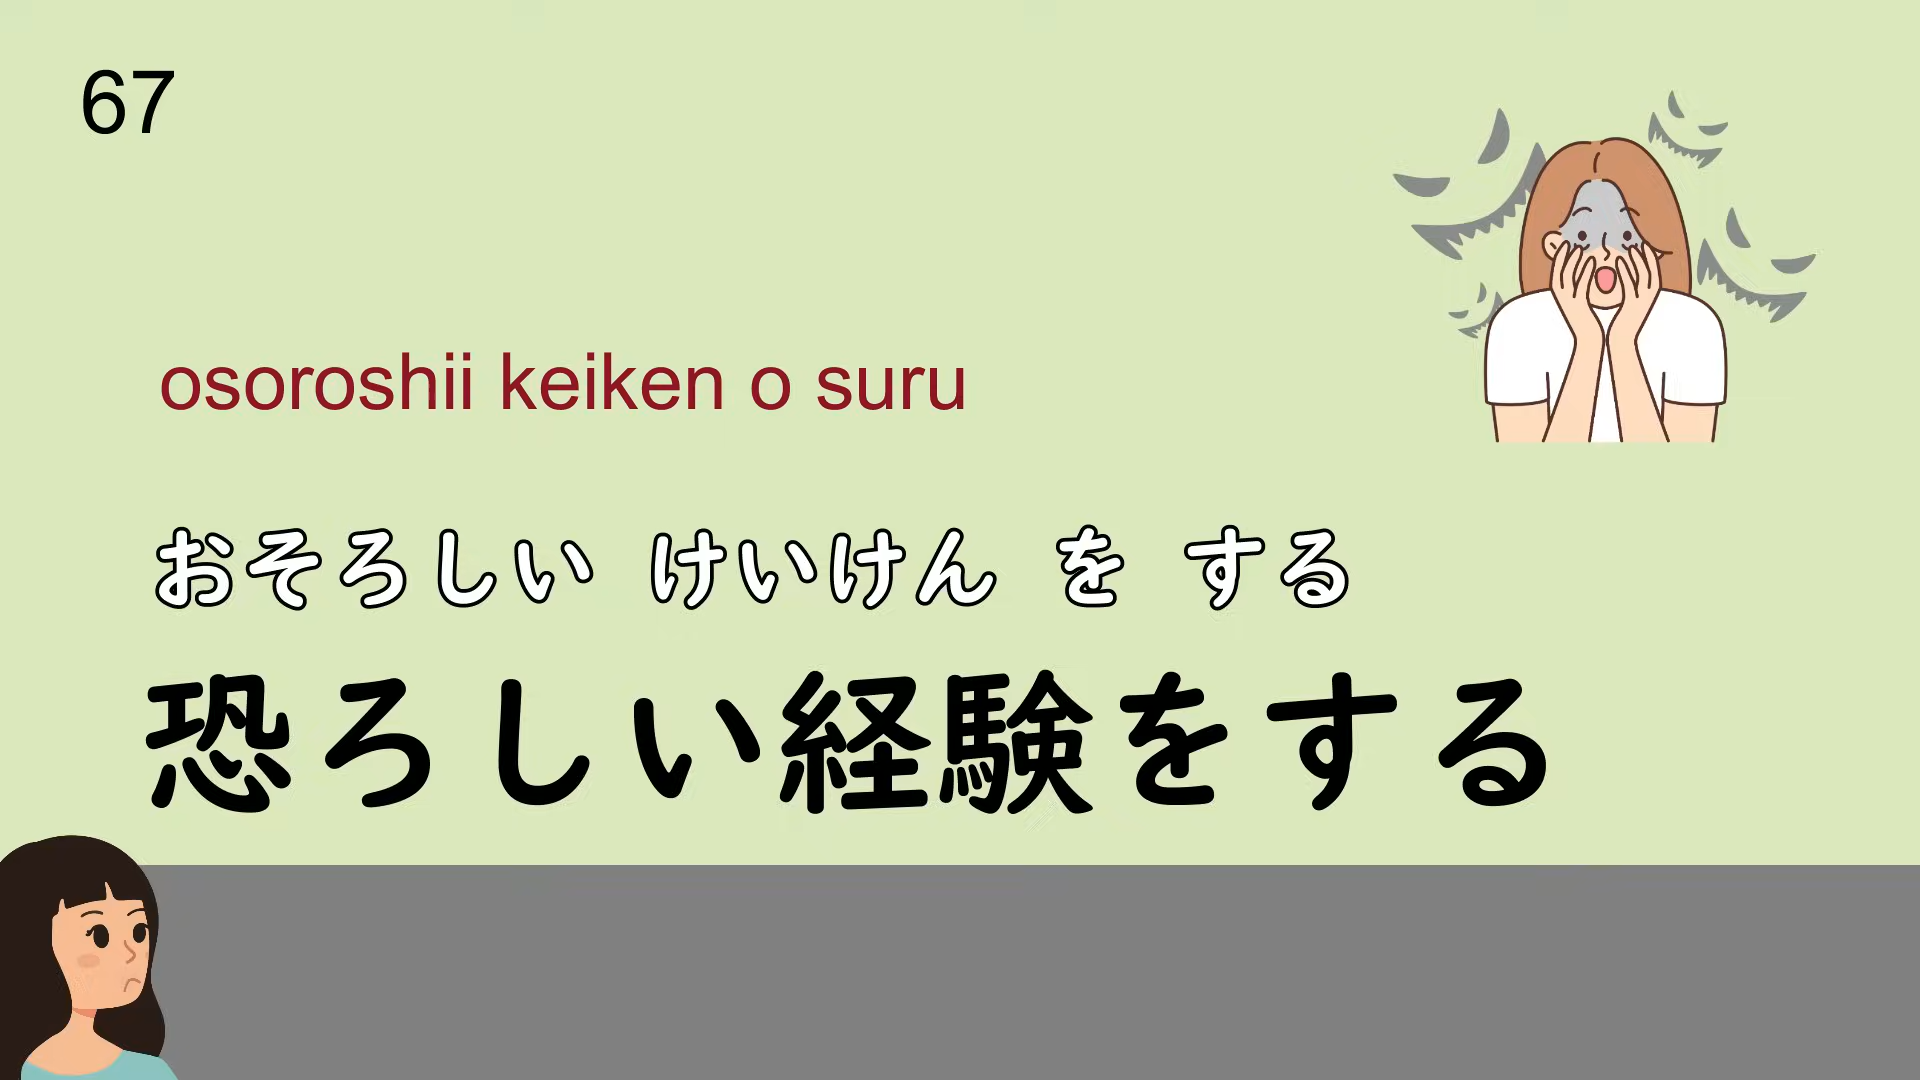 67
osoroshii keiken o suru
おそろしい けいけん を する
恐ろしい経験をする